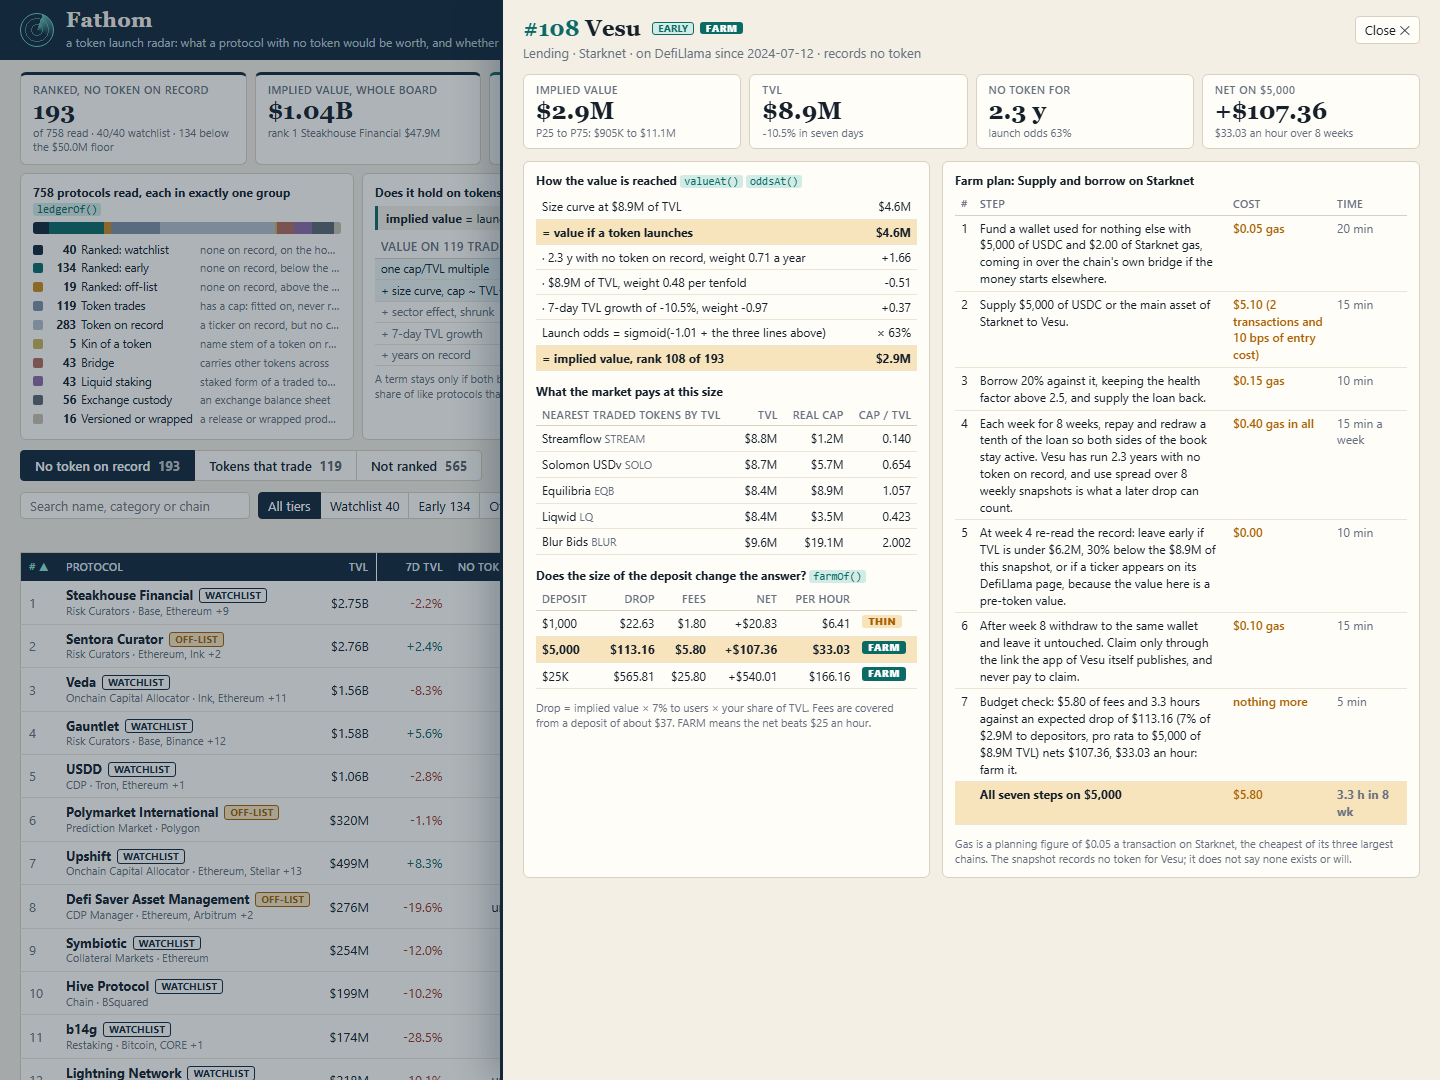 Fathom
a token launch radar: what a protocol with no token would be worth, and whether
RANKED, NO TOKEN ON RECORD
193
of 758 read · 40/40 watchlist · 134 below
the $50.0M floor
IMPLIED VALUE, WHOLE BOARD
$1.04B
rank 1 Steakhouse Financial $47.9M
758 protocols read, each in exactly one group
ledgerOf()
40 Ranked: watchlist none on record, on the ho...
134 Ranked: early none on record, below the ...
19 Ranked: off-list none on record, above the ...
119 Token trades has a cap: fitted on, never r...
283 Token on record a ticker on record, but no c...
5 Kin of a token name stem of a token on r...
43 Bridge carries other tokens across
43 Liquid staking staked form of a traded to...
56 Exchange custody an exchange balance sheet
16 Versioned or wrapped a release or wrapped prod...
Does it hold on tokens
implied value = laun
VALUE ON 119 TRAD
one cap/TVL multiple
+ size curve, cap ~ TVL
+ sector effect, shrunk
+ 7-day TVL growth
+ years on record
A term stays only if both b
share of like protocols tha
No token on record 193
Tokens that trade 119
Not ranked 565
Search name, category or chain
All tiers
Watchlist 40
Early 134
# ▲ PROTOCOL TVL 7D TVL NO TOK
1 Steakhouse Financial WATCHLIST $2.75B -2.2%
Risk Curators · Base, Ethereum +9
2 Sentora Curator OFF-LIST $2.76B +2.4%
Risk Curators · Ethereum, Ink +2
3 Veda WATCHLIST $1.56B -8.3%
Onchain Capital Allocator · Ink, Ethereum +11
4 Gauntlet WATCHLIST $1.58B +5.6%
Risk Curators · Base, Binance +12
5 USDD WATCHLIST $1.06B -2.8%
CDP · Tron, Ethereum +1
6 Polymarket International OFF-LIST $320M -1.1%
Prediction Market · Polygon
7 Upshift WATCHLIST $499M +8.3%
Onchain Capital Allocator · Ethereum, Stellar +13
8 Defi Saver Asset Management OFF-LIST $276M -19.6%
CDP Manager · Ethereum, Arbitrum +2
9 Symbiotic WATCHLIST $254M -12.0%
Collateral Markets · Ethereum
10 Hive Protocol WATCHLIST $199M -10.2%
Chain · BSquared
11 b14g WATCHLIST $174M -28.5%
Restaking · Bitcoin, CORE +1
Lightning Network WATCHLIST
#108 Vesu EARLY FARM
Close ×
Lending · Starknet · on DefiLlama since 2024-07-12 · records no token
IMPLIED VALUE
$2.9M
P25 to P75: $905K to $11.1M
TVL
$8.9M
-10.5% in seven days
NO TOKEN FOR
2.3 y
launch odds 63%
NET ON $5,000
+$107.36
$33.03 an hour over 8 weeks
How the value is reached valueAt() oddsAt()
Size curve at $8.9M of TVL $4.6M
= value if a token launches $4.6M
· 2.3 y with no token on record, weight 0.71 a year +1.66
· $8.9M of TVL, weight 0.48 per tenfold -0.51
· 7-day TVL growth of -10.5%, weight -0.97 +0.37
Launch odds = sigmoid(-1.01 + the three lines above) × 63%
= implied value, rank 108 of 193 $2.9M
What the market pays at this size
NEAREST TRADED TOKENS BY TVL TVL REAL CAP CAP / TVL
Streamflow STREAM $8.8M $1.2M 0.140
Solomon USDv SOLO $8.7M $5.7M 0.654
Equilibria EQB $8.4M $8.9M 1.057
Liqwid LQ $8.4M $3.5M 0.423
Blur Bids BLUR $9.6M $19.1M 2.002
Does the size of the deposit change the answer? farmOf()
DEPOSIT DROP FEES NET PER HOUR
$1,000 $22.63 $1.80 +$20.83 $6.41 THIN
$5,000 $113.16 $5.80 +$107.36 $33.03 FARM
$25K $565.81 $25.80 +$540.01 $166.16 FARM
Drop = implied value × 7% to users × your share of TVL. Fees are covered
from a deposit of about $37. FARM means the net beats $25 an hour.
Farm plan: Supply and borrow on Starknet
# STEP COST TIME
1 Fund a wallet used for nothing else with $0.05 gas 20 min
$5,000 of USDC and $2.00 of Starknet gas,
coming in over the chain's own bridge if the
money starts elsewhere.
2 Supply $5,000 of USDC or the main asset of $5.10 (2 15 min
Starknet to Vesu. transactions and
10 bps of entry
cost)
3 Borrow 20% against it, keeping the health $0.15 gas 10 min
factor above 2.5, and supply the loan back.
4 Each week for 8 weeks, repay and redraw a $0.40 gas in all 15 min a
tenth of the loan so both sides of the book week
stay active. Vesu has run 2.3 years with no
token on record, and use spread over 8
weekly snapshots is what a later drop can
count.
5 At week 4 re-read the record: leave early if $0.00 10 min
TVL is under $6.2M, 30% below the $8.9M of
this snapshot, or if a ticker appears on its
DefiLlama page, because the value here is a
pre-token value.
6 After week 8 withdraw to the same wallet $0.10 gas 15 min
and leave it untouched. Claim only through
the link the app of Vesu itself publishes, and
never pay to claim.
7 Budget check: $5.80 of fees and 3.3 hours nothing more 5 min
against an expected drop of $113.16 (7% of
$2.9M to depositors, pro rata to $5,000 of
$8.9M TVL) nets $107.36, $33.03 an hour:
farm it.
All seven steps on $5,000 $5.80 3.3 h in 8
wk
Gas is a planning figure of $0.05 a transaction on Starknet, the cheapest of its three largest
chains. The snapshot records no token for Vesu; it does not say none exists or will.